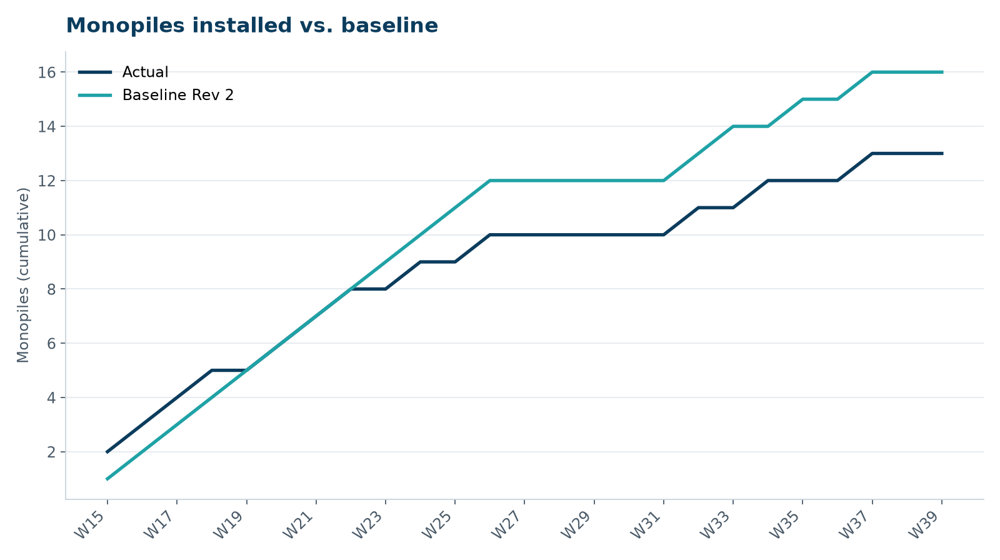 Monopiles installed vs. baseline
Actual
Baseline Rev 2
Monopiles (cumulative)
16
14
12
10
8
6
4
2
W15
W17
W19
W21
W23
W25
W27
W29
W31
W33
W35
W37
W39